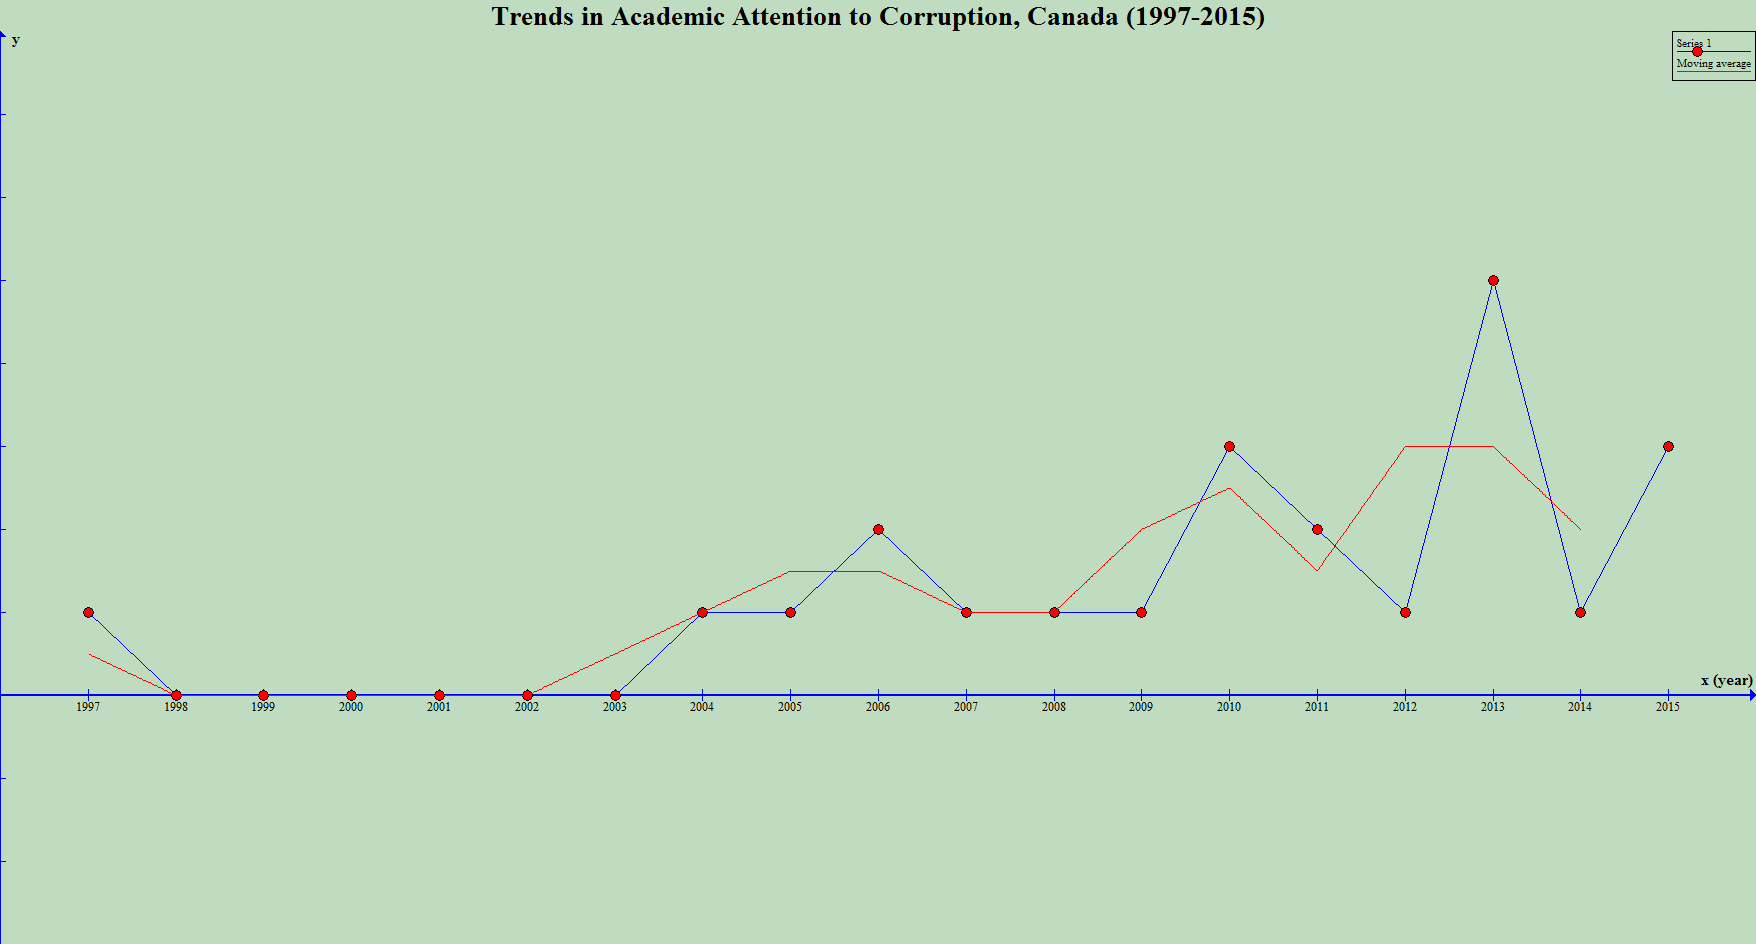 Trends in Academic Attention to Corruption, Canada (1997-2015)
y
Series 1
Moving average
x (year)
1997 1998 1999 2000 2001 2002 2003 2004 2005 2006 2007 2008 2009 2010 2011 2012 2013 2014 2015